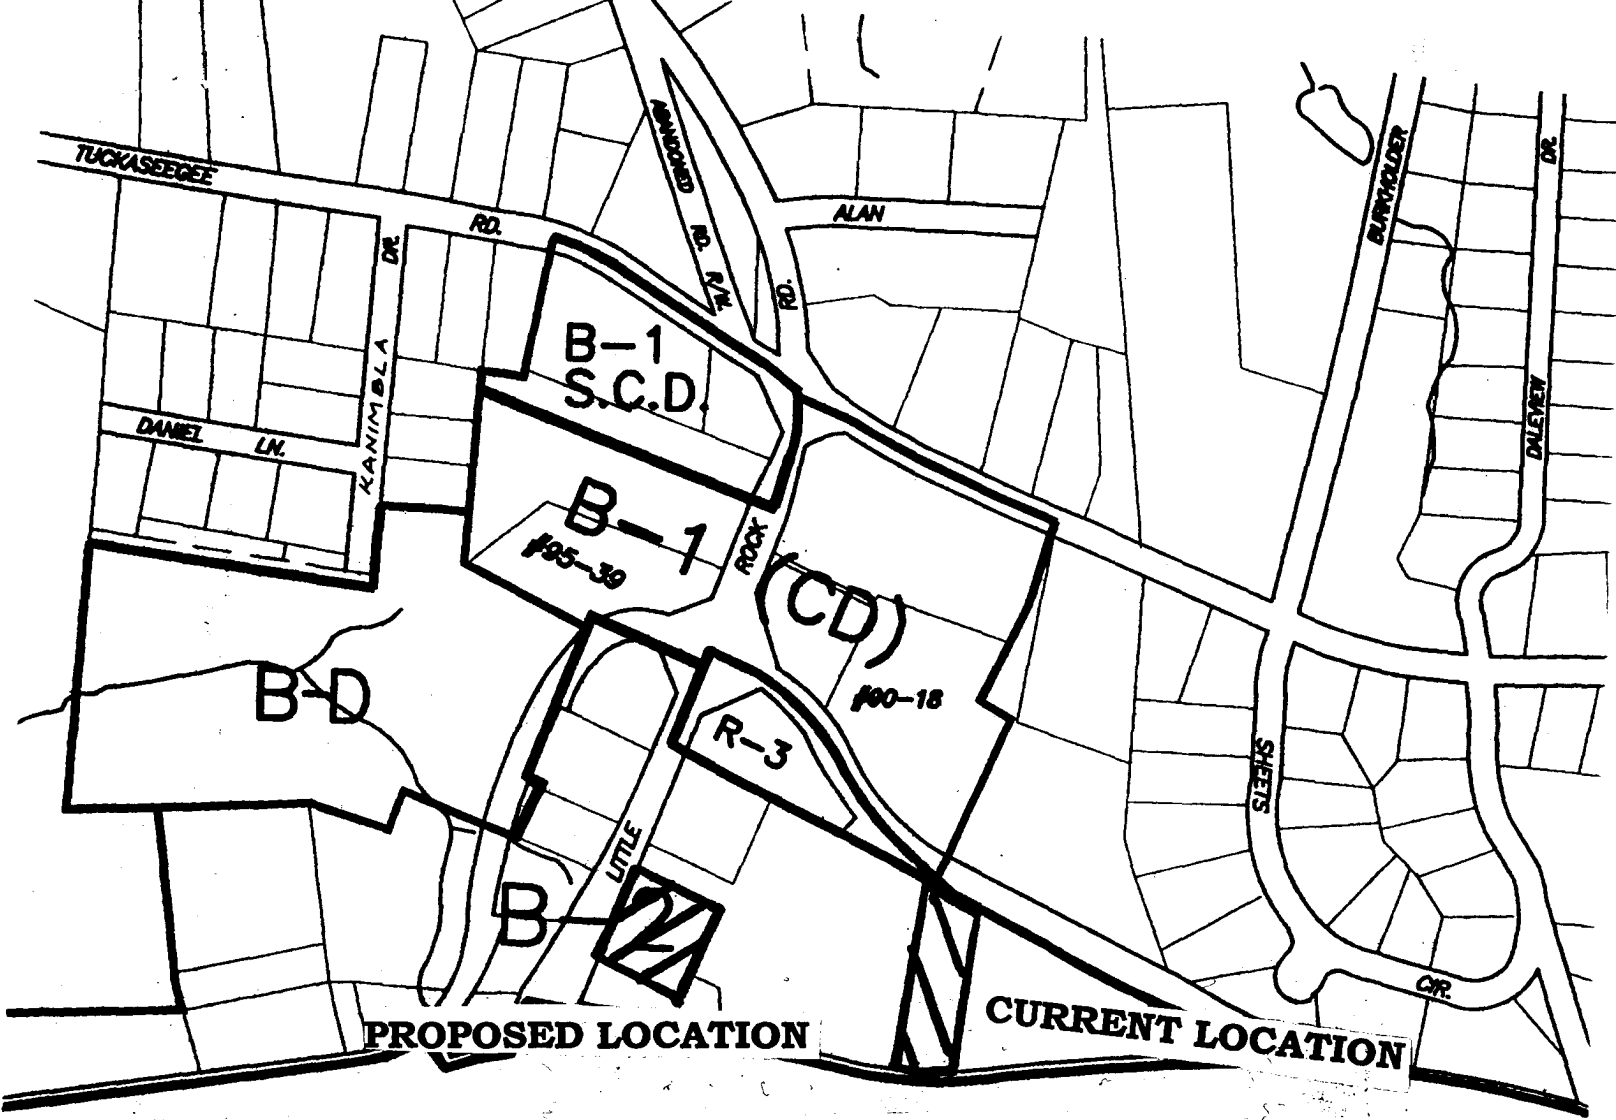 TUCKASEEGEE
RD.
KANIMBLA
DR.
DANIEL
LN.
ABANDONED RD. R/W.
RD.
ALAN
BURKHOLDER
DR.
DALEVIEW
B-1
S.C.D.
B-1
#95-39
ROCK
(CD)
#90-18
B-D
R-3
LITTLE
B-2
SHEETS
CIR.
PROPOSED LOCATION
CURRENT LOCATION